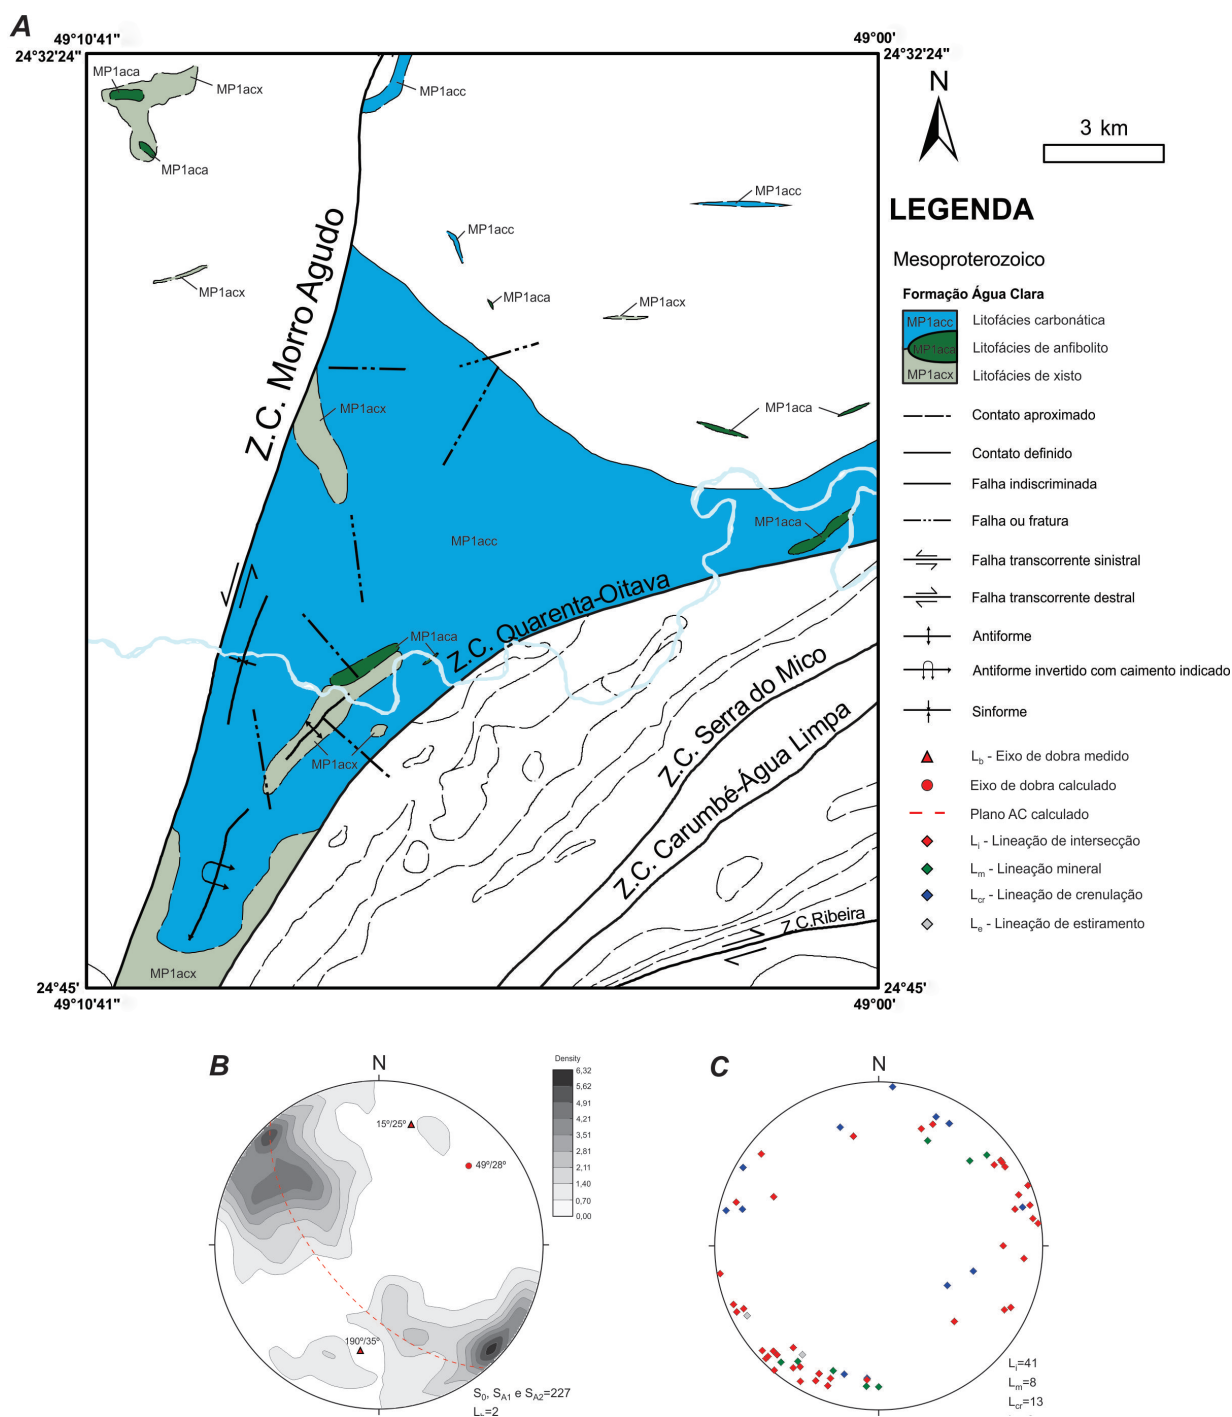 A
49°10'41"
24°32'24"
49°00'
24°32'24"
MP1aca
MP1acx
MP1aca
MP1acc
MP1acc
MP1acc
MP1acx
MP1aca
MP1acx
MP1acx
MP1aca
MP1acc
MP1aca
MP1aca
MP1acx
MP1acx
Z.C. Morro Agudo
Z.C. Quarenta-Oitava
Z.C. Serra do Mico
Z.C. Carumbé-Água Limpa
Z.C.Ribeira
24°45'
49°10'41"
24°45'
49°00'
N
3 km
LEGENDA
Mesoproterozoico
Formação Água Clara
MP1acc Litofácies carbonática
MP1aca Litofácies de anfibolito
MP1acx Litofácies de xisto
Contato aproximado
Contato definido
Falha indiscriminada
Falha ou fratura
Falha transcorrente sinistral
Falha transcorrente destral
Antiforme
Antiforme invertido com caimento indicado
Sinforme
Lb - Eixo de dobra medido
Eixo de dobra calculado
Plano AC calculado
Li - Lineação de intersecção
Lm - Lineação mineral
Lcr - Lineação de crenulação
Le - Lineação de estiramento
B
N
Density
6,32
5,62
4,91
4,21
3,51
2,81
2,11
1,40
0,70
0,00
15°/25°
49°/28°
190°/35°
S0, SA1 e SA2=227
Lb=2
C
N
Li=41
Lm=8
Lcr=13